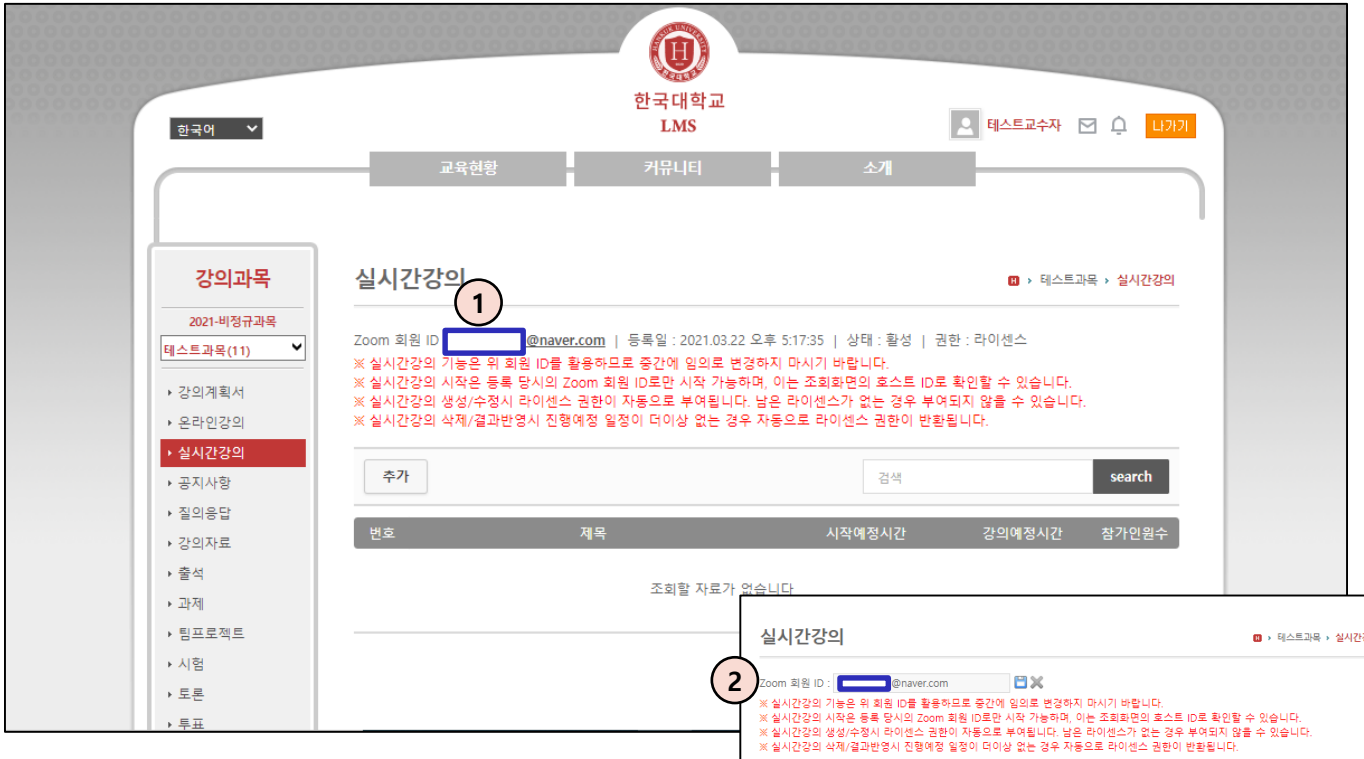 HANKUK UNIVERSITY
H
한국대학교
한국대학교
LMS
한국어
테스트교수자
나가기
교육현황
커뮤니티
소개
강의과목
2021-비정규과목
테스트과목(11)
강의계획서
온라인강의
실시간강의
공지사항
질의응답
강의자료
출석
과제
팀프로젝트
시험
토론
투표
실시간강의
1
H › 테스트과목 › 실시간강의
Zoom 회원 ID @naver.com | 등록일 : 2021.03.22 오후 5:17:35 | 상태 : 활성 | 권한 : 라이센스
※ 실시간강의 기능은 위 회원 ID를 활용하므로 중간에 임의로 변경하지 마시기 바랍니다.
※ 실시간강의 시작은 등록 당시의 Zoom 회원 ID로만 시작 가능하며, 이는 조회화면의 호스트 ID로 확인할 수 있습니다.
※ 실시간강의 생성/수정시 라이센스 권한이 자동으로 부여됩니다. 남은 라이센스가 없는 경우 부여되지 않을 수 있습니다.
※ 실시간강의 삭제/결과반영시 진행예정 일정이 더이상 없는 경우 자동으로 라이센스 권한이 반환됩니다.
추가
검색
search
번호 제목 시작예정시간 강의예정시간 참가인원수
조회할 자료가 없습니다
실시간강의
H › 테스트과목 › 실시간
2
Zoom 회원 ID : @naver.com
※ 실시간강의 기능은 위 회원 ID를 활용하므로 중간에 임의로 변경하지 마시기 바랍니다.
※ 실시간강의 시작은 등록 당시의 Zoom 회원 ID로만 시작 가능하며, 이는 조회화면의 호스트 ID로 확인할 수 있습니다.
※ 실시간강의 생성/수정시 라이센스 권한이 자동으로 부여됩니다. 남은 라이센스가 없는 경우 부여되지 않을 수 있습니다.
※ 실시간강의 삭제/결과반영시 진행예정 일정이 더이상 없는 경우 자동으로 라이센스 권한이 반환됩니다.